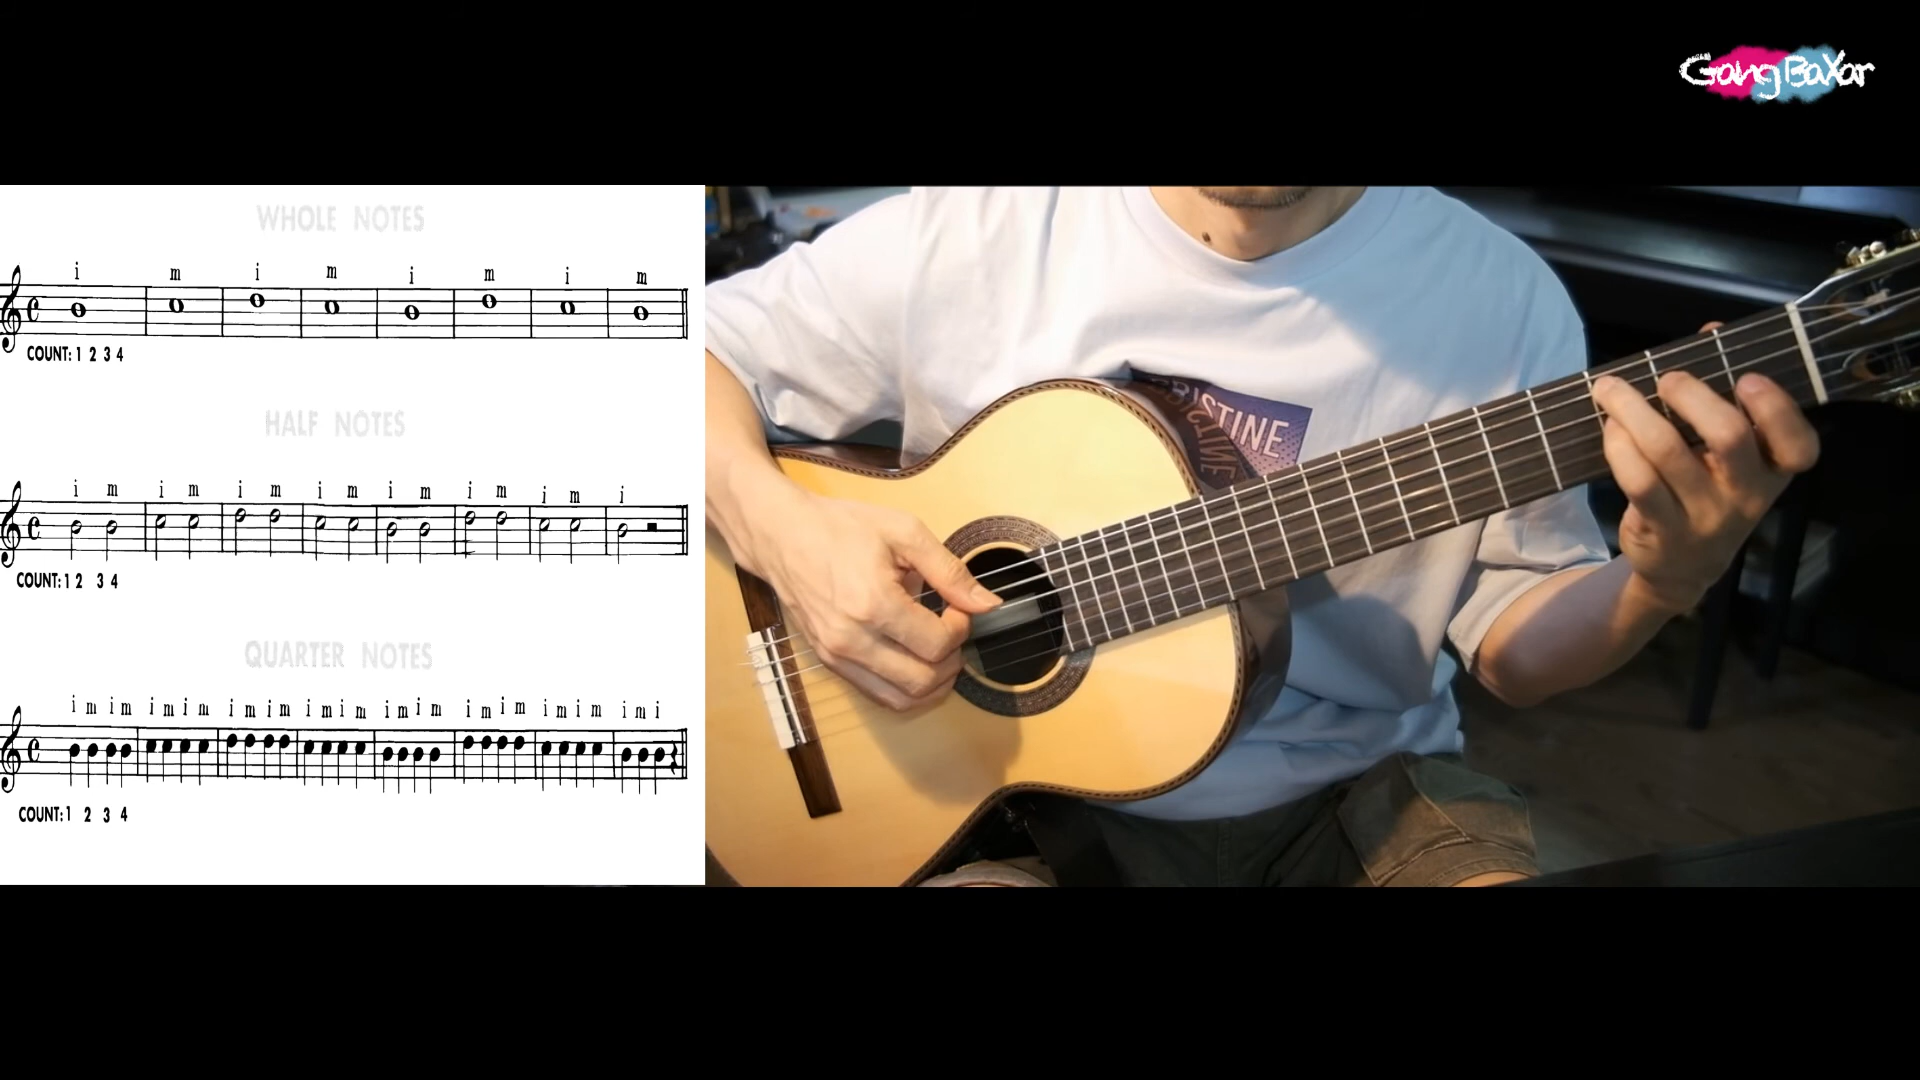 GangBaXar
WHOLE NOTES
i m i m i m i m
COUNT: 1 2 3 4
HALF NOTES
i m i m i m i m i m i m i m i
COUNT: 1 2 3 4
QUARTER NOTES
i m i m i m i m i m i m i m i m i m i m i m i m i m i m i m i
COUNT: 1 2 3 4
RISTINE